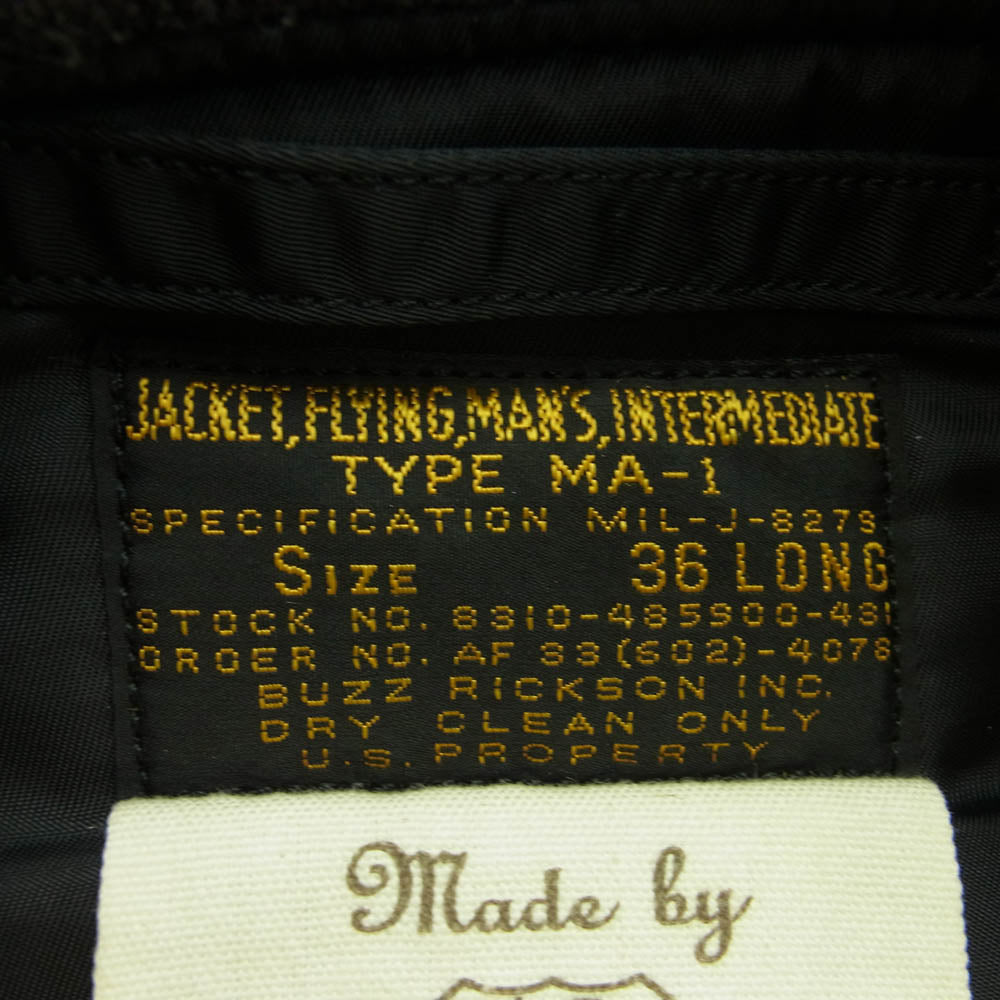 JACKET, FLYING, MAN'S, INTERMEDIATE
TYPE MA-1
SPECIFICATION MIL-J-8279
SIZE 36 LONG
STOCK NO. 8310-485900-481
ORDER NO. AF 33(602)-4078
BUZZ RICKSON INC.
DRY CLEAN ONLY
U.S. PROPERTY
Made by